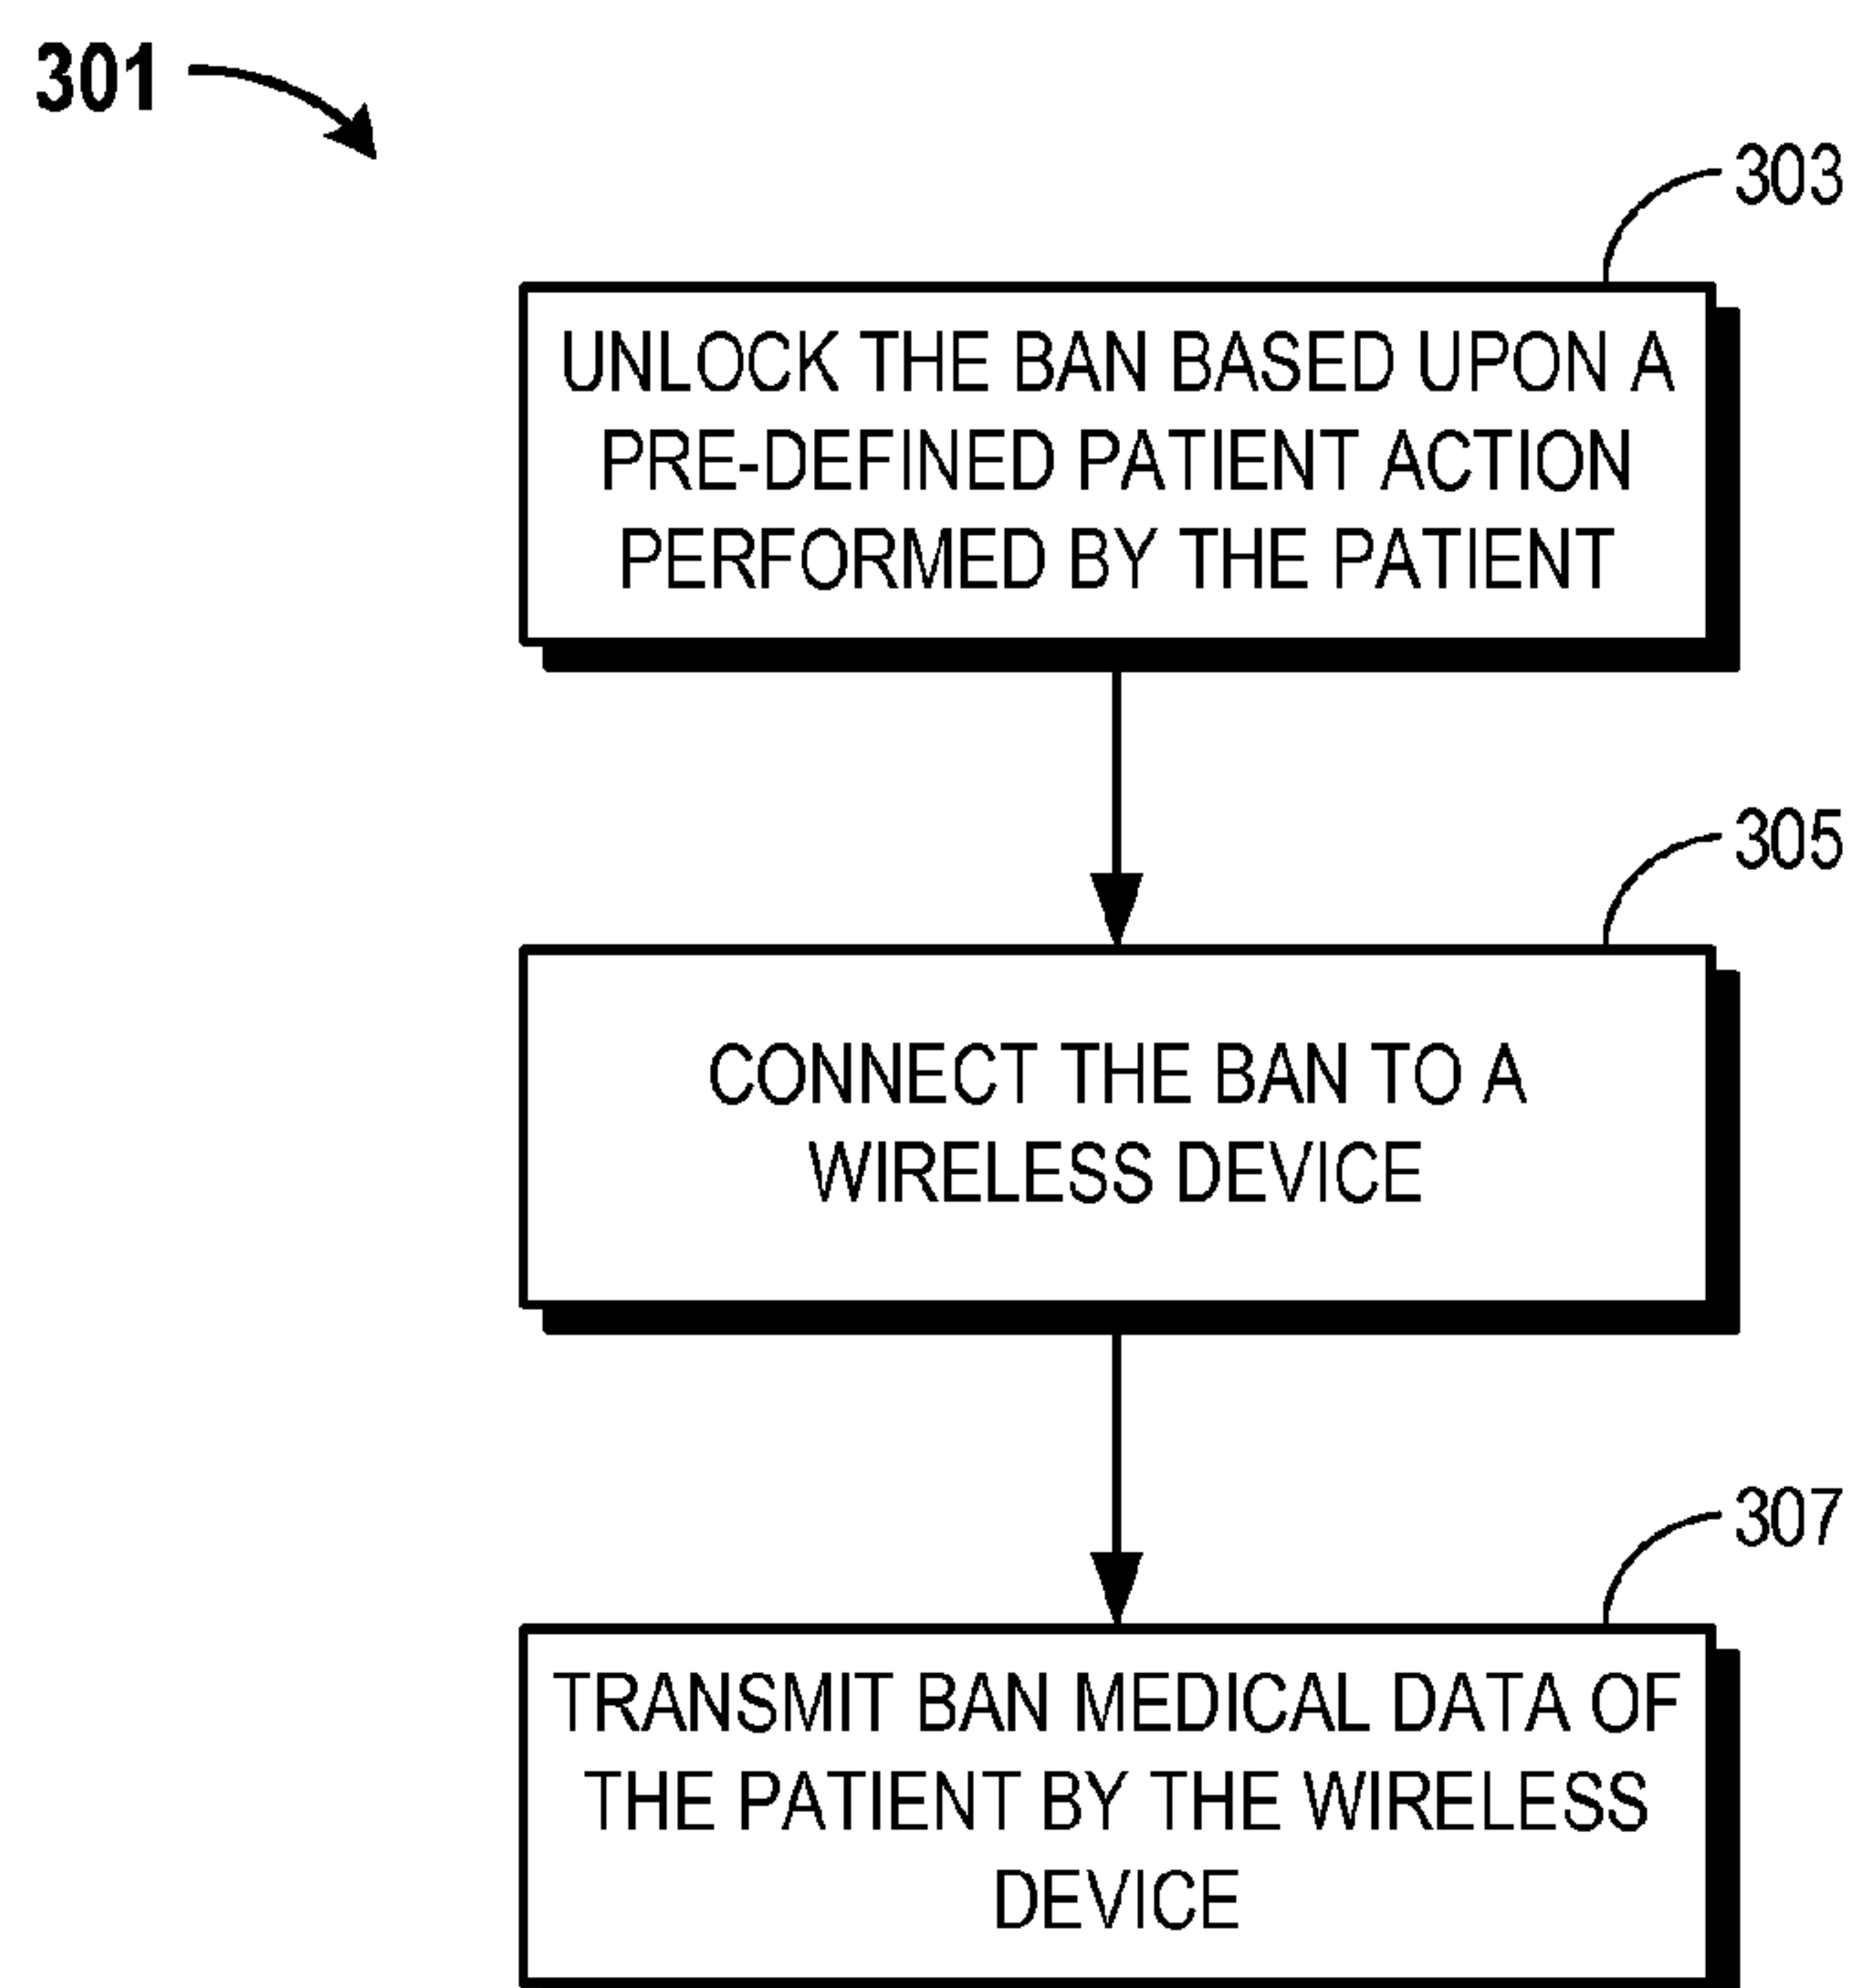 301
303
UNLOCK THE BAN BASED UPON A
PRE-DEFINED PATIENT ACTION
PERFORMED BY THE PATIENT
305
CONNECT THE BAN TO A
WIRELESS DEVICE
307
TRANSMIT BAN MEDICAL DATA OF
THE PATIENT BY THE WIRELESS
DEVICE